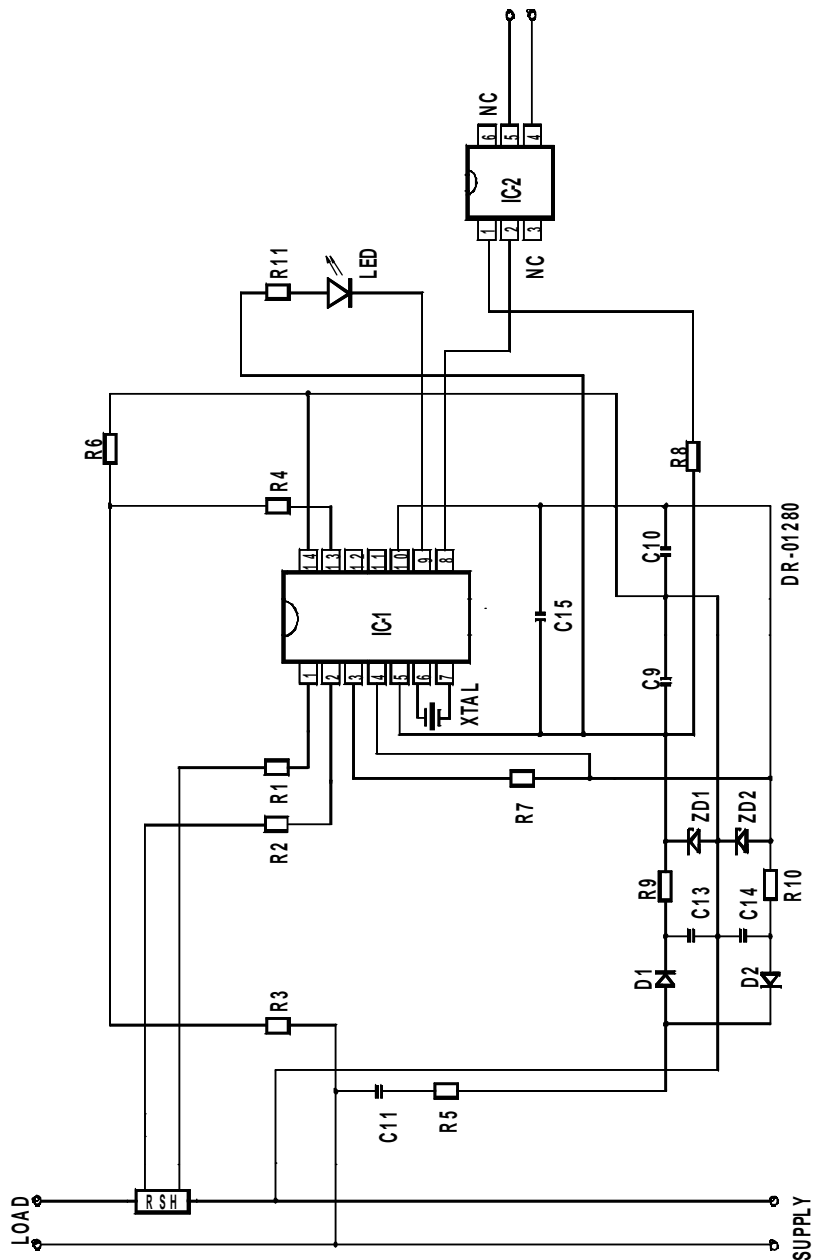 LOAD
RSH
SUPPLY
C11
R5
R3
R2
R1
R6
R4
R11
LED
IC-1
1
2
3
4
5
6
7
14
13
12
11
10
9
8
XTAL
R7
C15
C9
C10
R8
IC-2
1
2
3
NC
6
5
4
NC
D1
D2
C13
C14
R9
R10
ZD1
ZD2
DR-01280